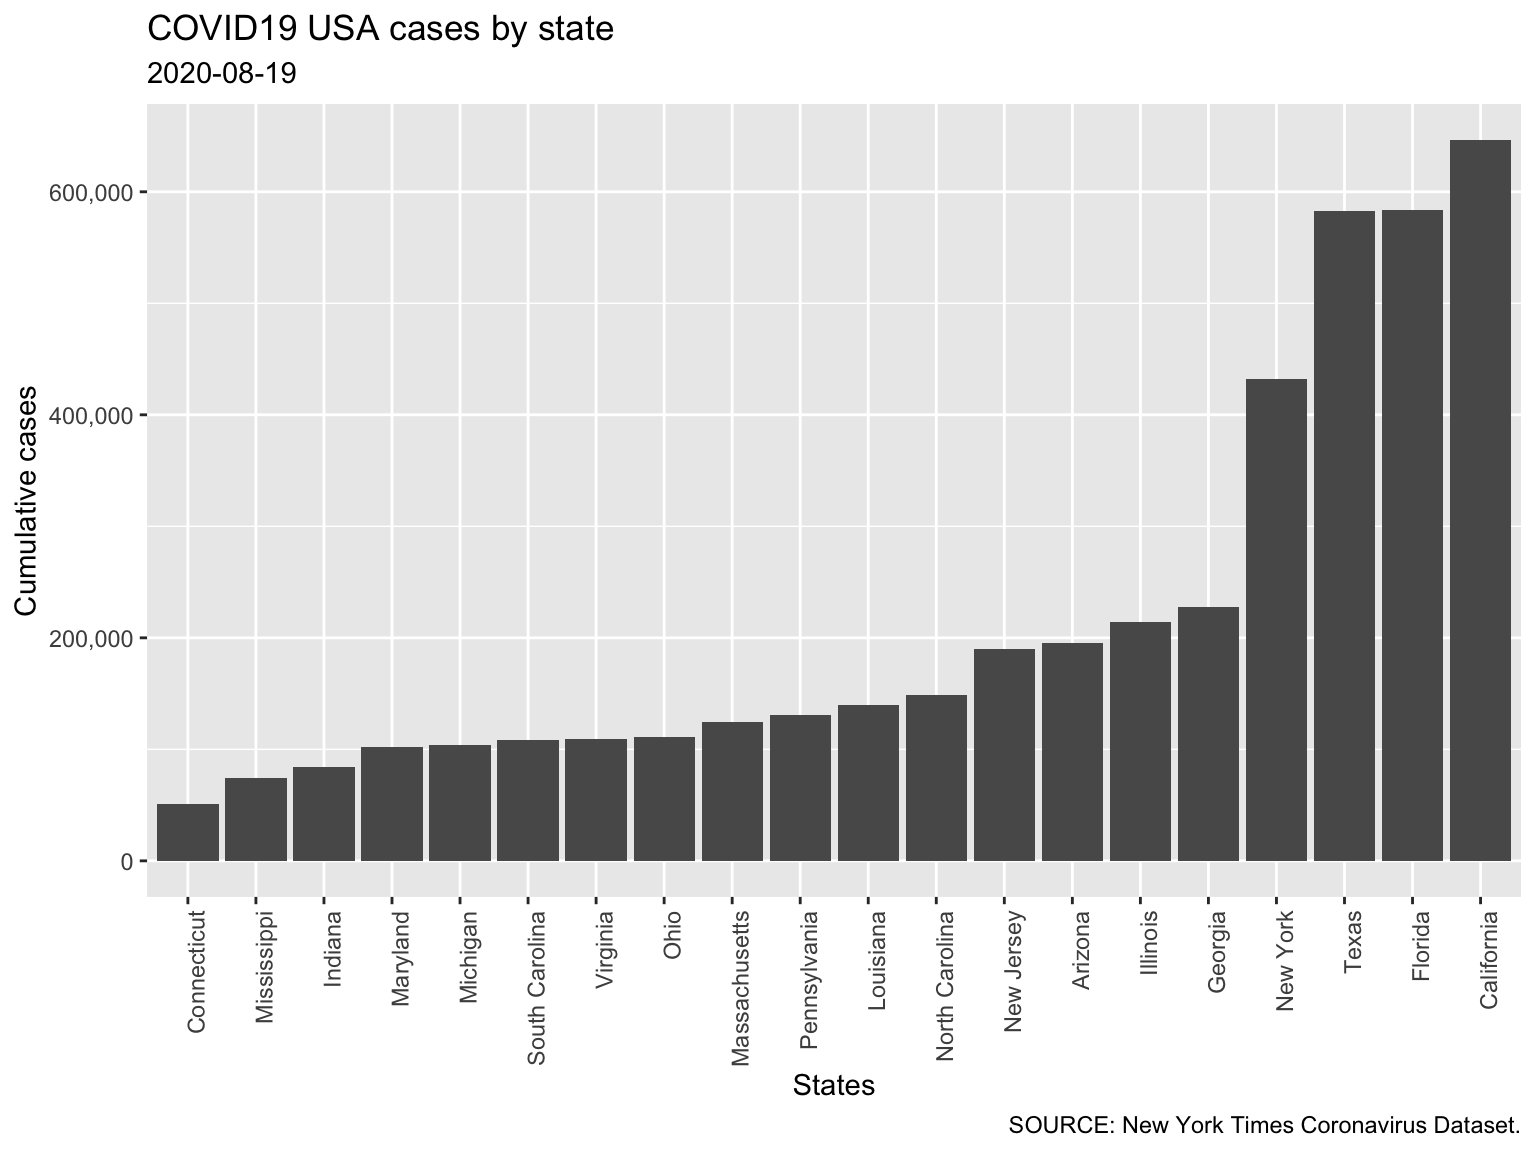 COVID19 USA cases by state
2020-08-19
Cumulative cases
600,000
400,000
200,000
0
Connecticut
Mississippi
Indiana
Maryland
Michigan
South Carolina
Virginia
Ohio
Massachusetts
Pennsylvania
Louisiana
North Carolina
New Jersey
Arizona
Illinois
Georgia
New York
Texas
Florida
California
States
SOURCE: New York Times Coronavirus Dataset.